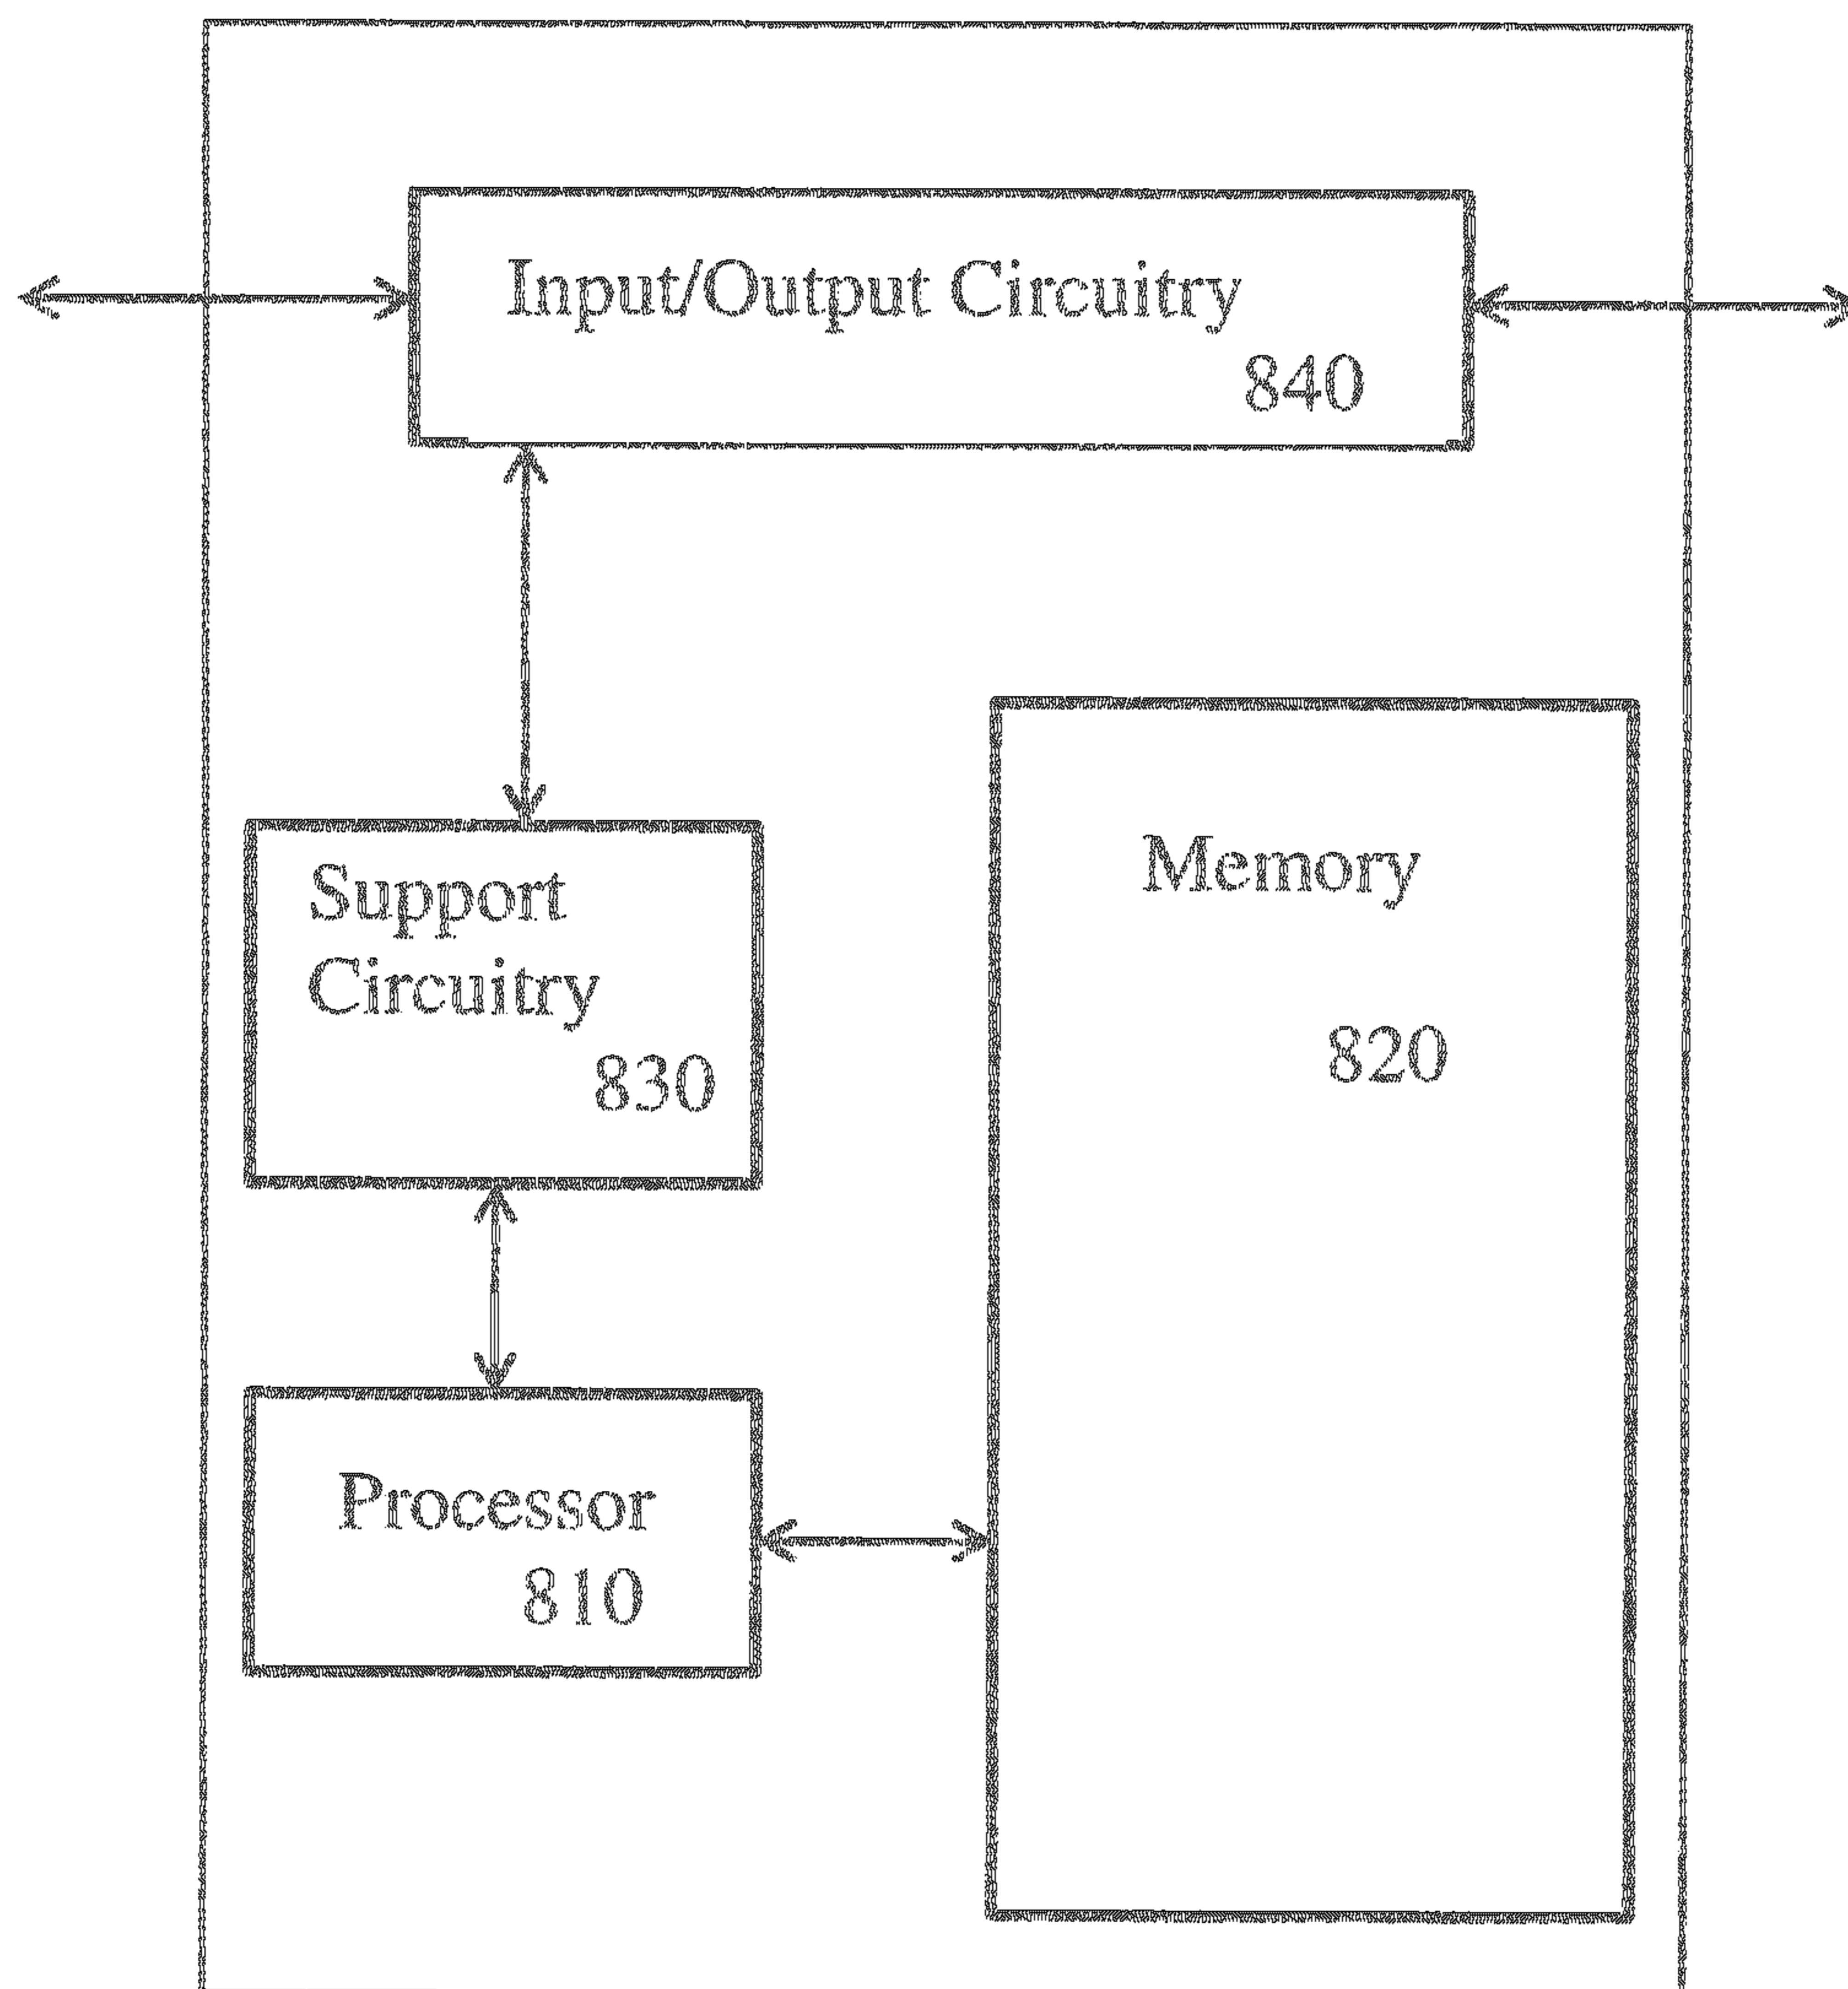 Input/Output Circuitry
840
Support
Circuitry
830
Memory
820
Processor
810